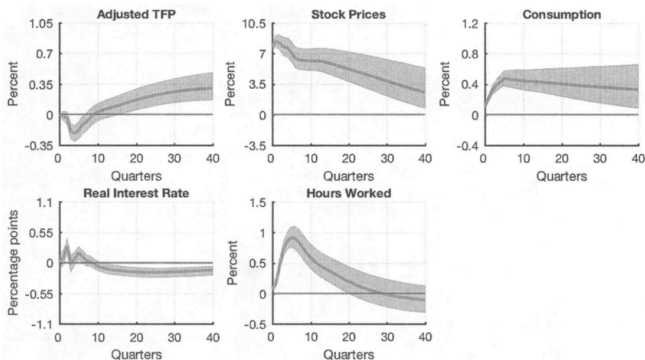 Adjusted TFP
1.05
0.7
0.35
0
-0.35
Percent
0 10 20 30 40
Quarters
Stock Prices
10.5
7
3.5
0
-3.5
Percent
0 10 20 30 40
Quarters
Consumption
1.2
0.8
0.4
0
-0.4
Percent
0 10 20 30 40
Quarters
Real Interest Rate
1.1
0.55
0
-0.55
-1.1
Percentage points
0 10 20 30 40
Quarters
Hours Worked
1.5
1
0.5
0
-0.5
Percent
0 10 20 30 40
Quarters